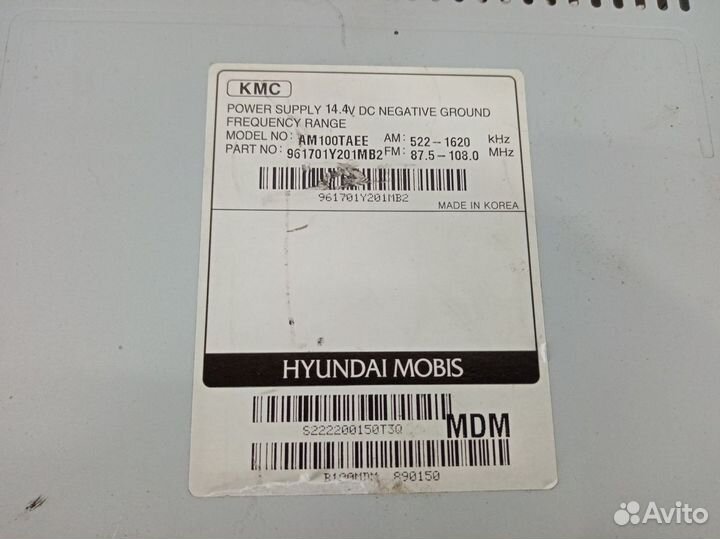 KMC
POWER SUPPLY 14.4V DC NEGATIVE GROUND
FREQUENCY RANGE
MODEL NO: AM100TAEE AM: 522-1620 kHz
PART NO: 961701Y201MB2 FM: 87.5-108.0 MHz
961701Y201MB2
MADE IN KOREA
HYUNDAI MOBIS
S222200150T3Q
MDM
890150
Avito